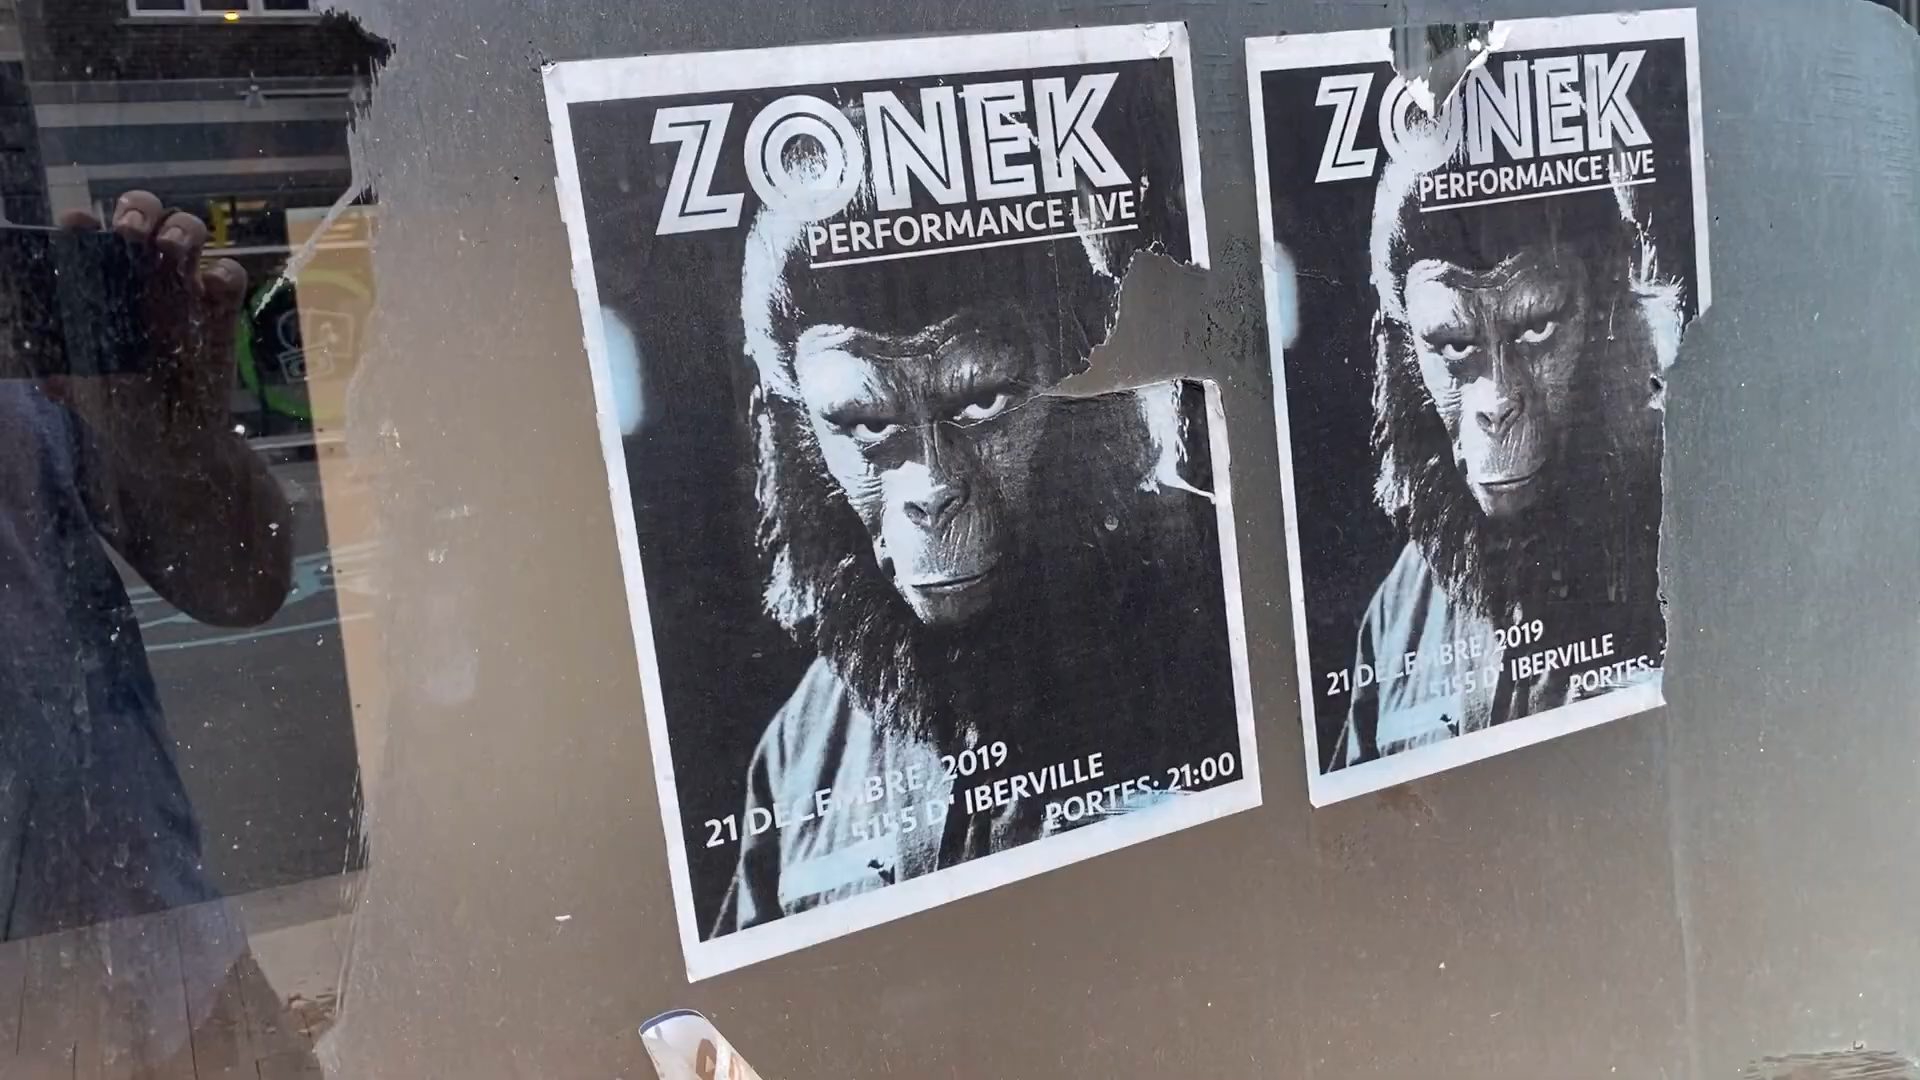 ZONEK
PERFORMANCE LIVE
21 DECEMBRE, 2019
5155 D' IBERVILLE
PORTES: 21:00
ZONEK
PERFORMANCE LIVE
21 DECEMBRE, 2019
5155 D' IBERVILLE
PORTES: